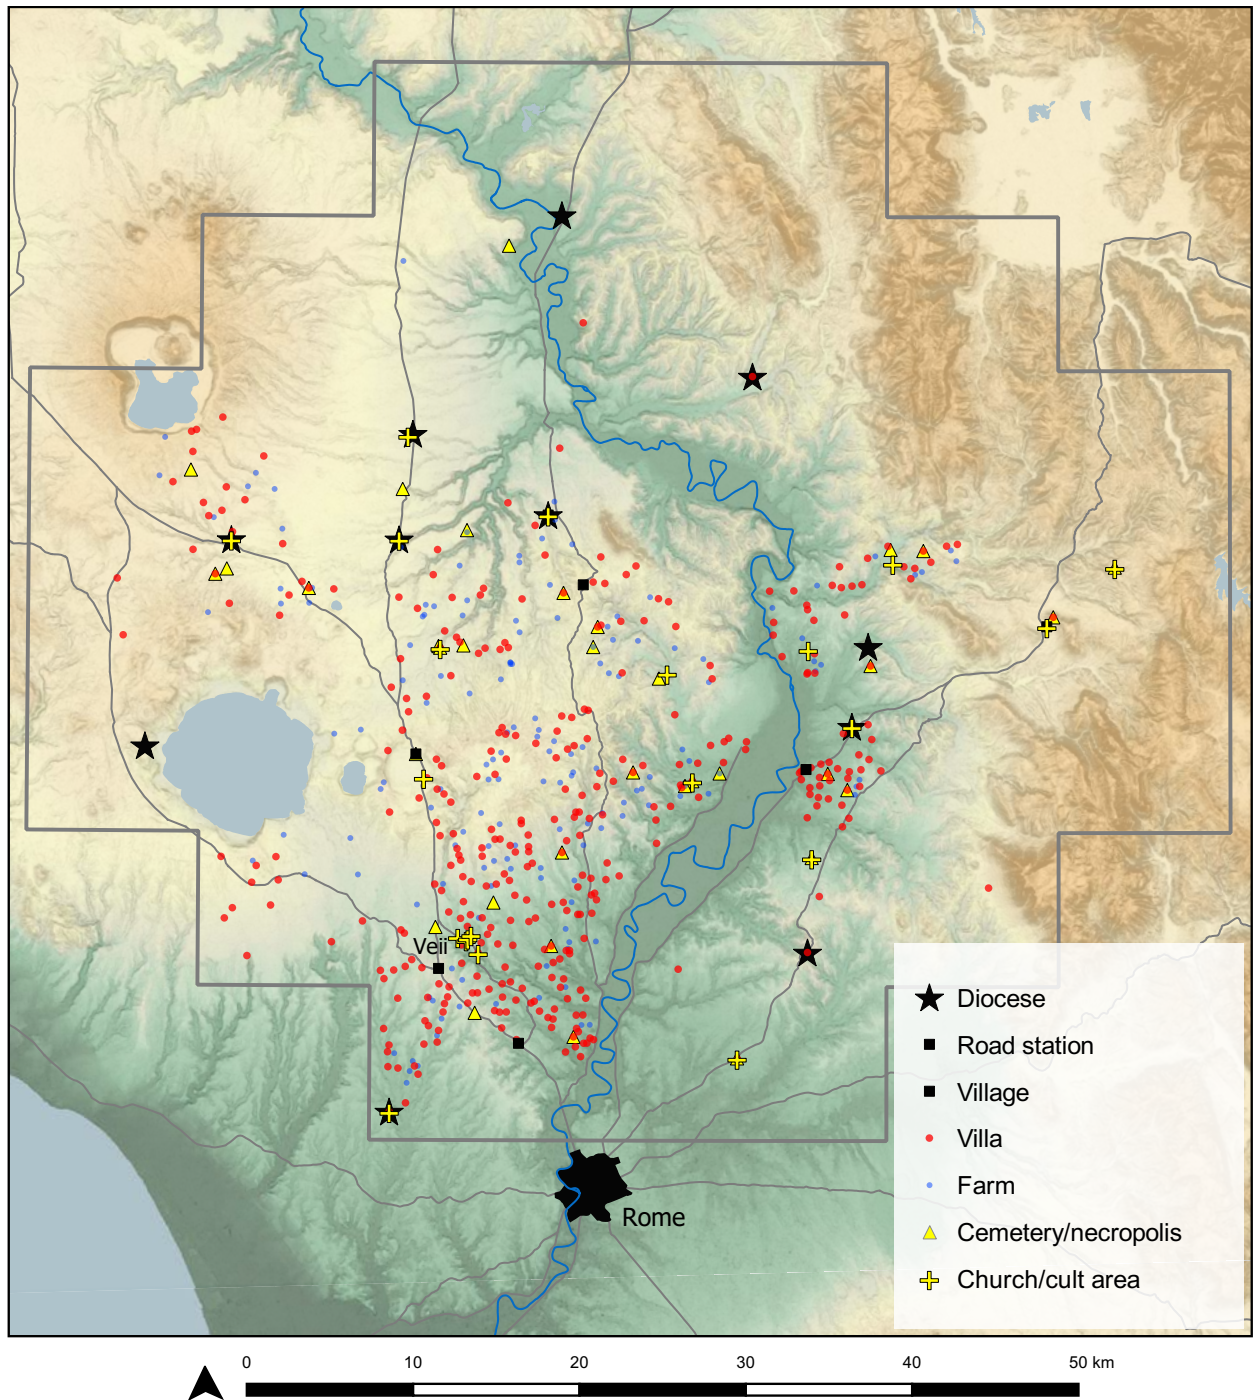 Veii
Rome
Diocese
Road station
Village
Villa
Farm
Cemetery/necropolis
Church/cult area
0 10 20 30 40 50 km